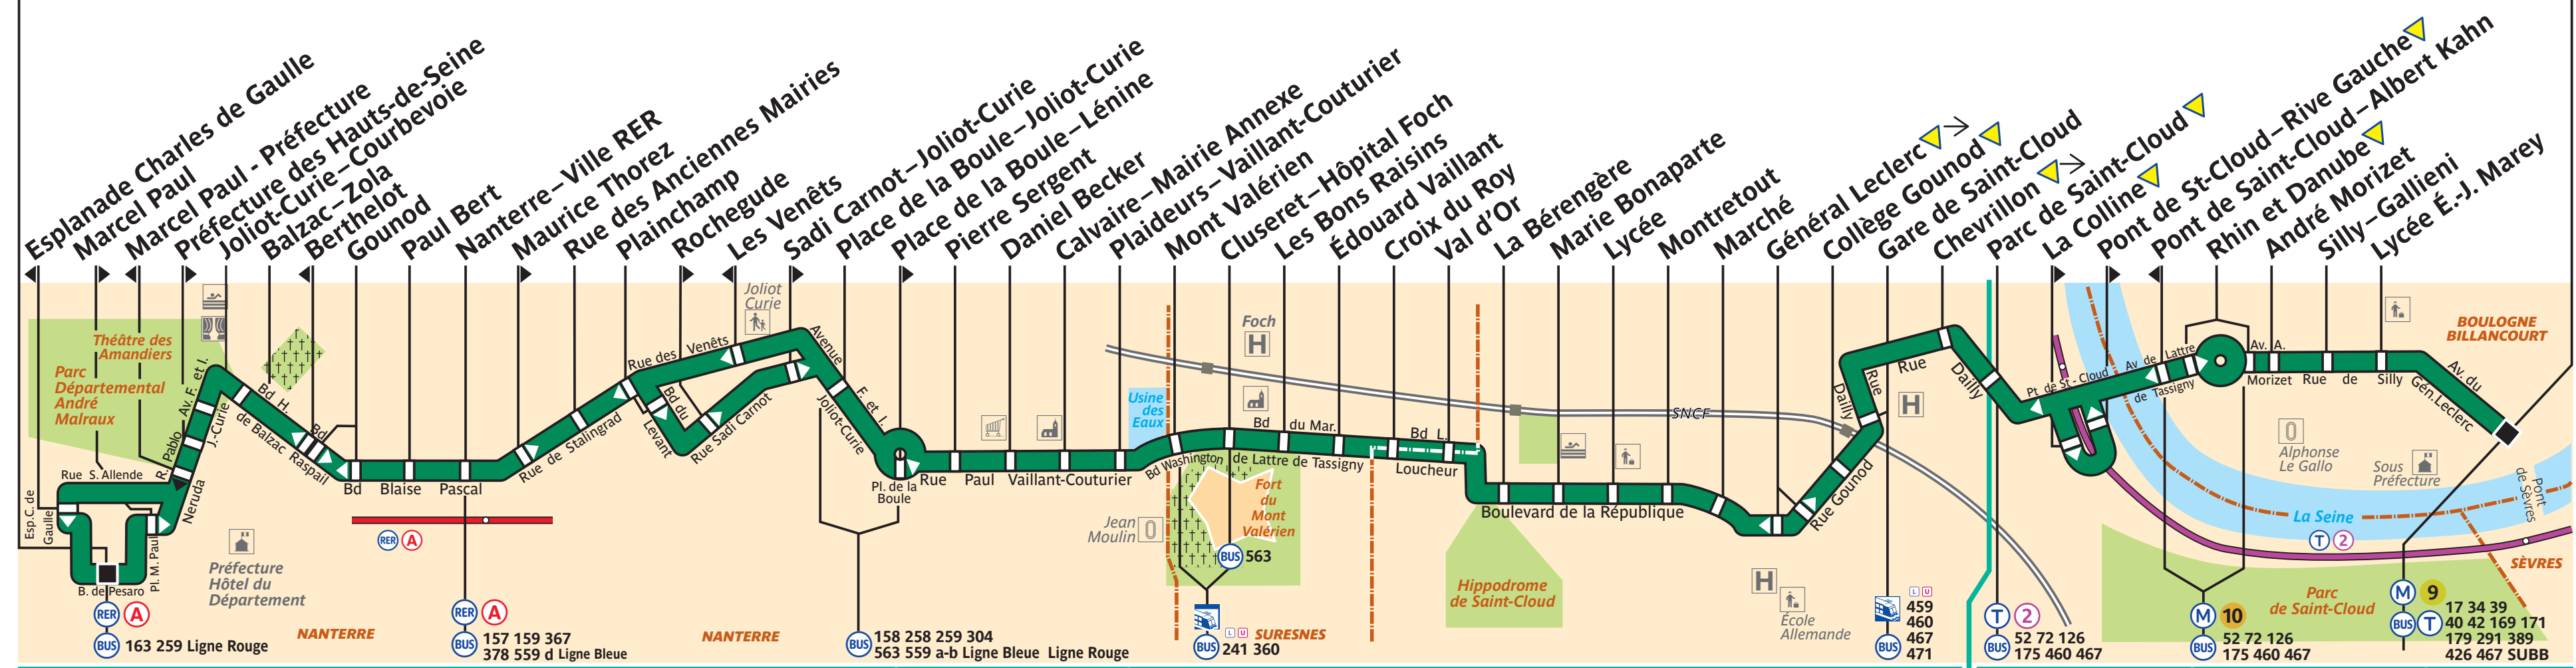 Esplanade Charles de Gaulle
Marcel Paul
Marcel Paul - Préfecture
Préfecture des Hauts-de-Seine
Joliot-Curie – Courbevoie
Balzac – Zola
Berthelot
Gounod
Paul Bert
Nanterre – Ville RER
Maurice Thorez
Rue des Anciennes Mairies
Plainchamp
Rochegude
Les Venêts
Sadi Carnot – Joliot-Curie
Place de la Boule – Joliot-Curie
Place de la Boule – Lénine
Pierre Sergent
Daniel Becker
Calvaire – Mairie Annexe
Plaideurs – Vaillant-Couturier
Mont Valérien
Cluseret – Hôpital Foch
Les Bons Raisins
Édouard Vaillant
Croix du Roy
Val d'Or
La Bérengère
Marie Bonaparte
Lycée
Montretout
Marché
Général Leclerc
Collège Gounod
Gare de Saint-Cloud
Chevrillon
Parc de Saint-Cloud
La Colline
Pont de St-Cloud – Rive Gauche
Pont de Saint-Cloud – Albert Kahn
Rhin et Danube
André Morizet
Silly – Gallieni
Lycée É.-J. Marey
Théâtre des
Amandiers
Parc
Départemental
André
Malraux
Rue S. Allende
Esp.C. de
Gaulle
B. de Pesaro
Pl. M. Paul
R. Pablo
Neruda
Av. F. et I.
J.-Curie
Bd H.
de Balzac
Bd
Raspail
Bd Blaise Pascal
Rue de Stalingrad
Rue des Venêts
Bd du
Levant
Rue Sadi Carnot
Joliot
Curie
Avenue
F. et I.
Joliot-Curie
Pl. de la
Boule
Rue Paul Vaillant-Couturier
Usine
des
Eaux
Bd Washington
Bd du Mar.
de Lattre de Tassigny
Bd L.
Loucheur
Foch
H
SNCF
Jean
Moulin
Fort
du
Mont
Valérien
BUS 563
Hippodrome
de Saint-Cloud
Boulevard de la République
Rue Gounod
Dailly
Rue
Rue
Dailly
H
H
École
Allemande
Pt de St - Cloud
Av de Lattre
de Tassigny
Av. A.
Morizet
Rue de Silly
Av. du
Gén. Leclerc
BOULOGNE
BILLANCOURT
Alphonse
Le Gallo
Sous
Préfecture
Pont
de Sèvres
La Seine
T 2
SÈVRES
Parc
de Saint-Cloud
Préfecture
Hôtel du
Département
NANTERRE
RER A
RER A
BUS 163 259 Ligne Rouge
RER A
BUS 157 159 367
378 559 d Ligne Bleue
NANTERRE
BUS 158 258 259 304
563 559 a-b Ligne Bleue Ligne Rouge
L U
SURESNES
BUS 241 360
L U
459
460
467
BUS 471
T 2
BUS 52 72 126
175 460 467
M 10
BUS 52 72 126
175 460 467
M 9
BUS T 17 34 39
40 42 169 171
179 291 389
426 467 SUBB